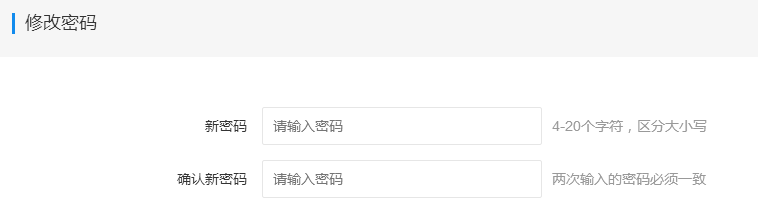 修改密码
新密码 请输入密码 4-20个字符，区分大小写
确认新密码 请输入密码 两次输入的密码必须一致